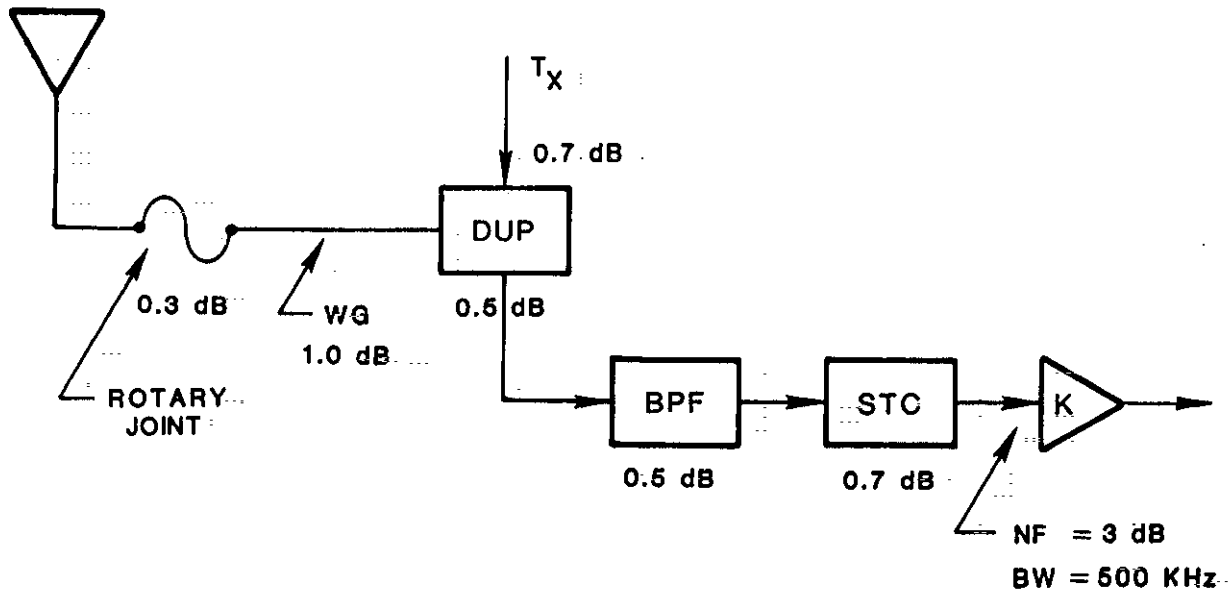 TX
0.7 dB
DUP
0.3 dB
WG
1.0 dB
0.5 dB
ROTARY
JOINT
BPF
STC
K
0.5 dB
0.7 dB
NF = 3 dB
BW = 500 KHz